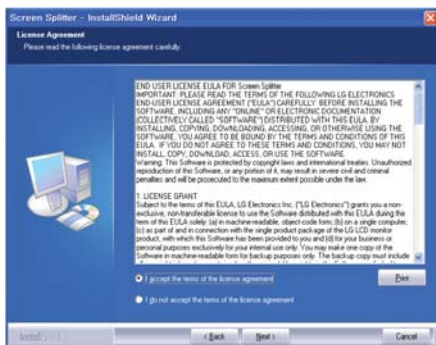 Screen Splitter - InstallShield Wizard
License Agreement
Please read the following license agreement carefully.
END USER LICENSE EULA FOR Screen Splitter
IMPORTANT: PLEASE READ THE TERMS OF THE FOLLOWING LG ELECTRONICS
END-USER LICENSE AGREEMENT ("EULA") CAREFULLY BEFORE INSTALLING THE
SOFTWARE, INCLUDING ANY "ONLINE" OR ELECTRONIC DOCUMENTATION
(COLLECTIVELY CALLED "SOFTWARE") DISTRIBUTED WITH THIS EULA. BY
INSTALLING, COPYING, DOWNLOADING, ACCESSING, OR OTHERWISE USING THE
SOFTWARE, YOU AGREE TO BE BOUND BY THE TERMS AND CONDITIONS OF THIS
EULA. IF YOU DO NOT AGREE TO THESE TERMS AND CONDITIONS, YOU MAY NOT
INSTALL, COPY, DOWNLOAD, ACCESS, OR USE THE SOFTWARE.
Warning: This Software is protected by copyright laws and international treaties. Unauthorized
reproduction of this Software, or any portion of it, may result in severe civil and criminal
penalties and will be prosecuted to the maximum extent possible under the law.
1. LICENSE GRANT
Subject to the terms of this EULA, LG Electronics Inc. ("LG Electronics") grants you a non-
exclusive, non-transferable license to use the Software distributed with this EULA during the
term of this EULA solely: (a) in machine-readable, object-code form; (b) on a single computer;
(c) as part of and in connection with the single product package of the LG LCD monitor
product, with which this Software has been provided to you and (d) for your business or
personal purposes exclusively for your internal use only. You may make one copy of the
Software in machine-readable form for backup purposes only. The backup copy must include
I accept the terms of the license agreement
Print
I do not accept the terms of the license agreement
InstallShield
< Back
Next >
Cancel